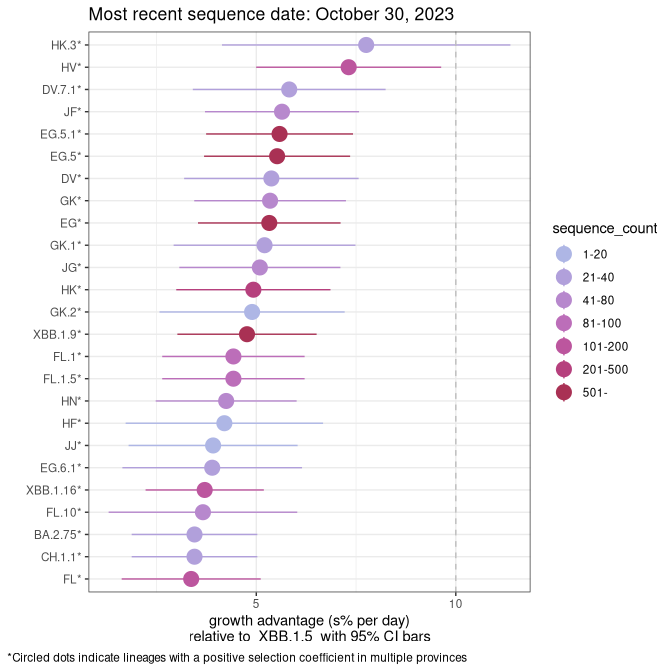 Most recent sequence date: October 30, 2023
HK.3*
HV*
DV.7.1*
JF*
EG.5.1*
EG.5*
DV*
GK*
EG*
GK.1*
JG*
HK*
GK.2*
XBB.1.9*
FL.1*
FL.1.5*
HN*
HF*
JJ*
EG.6.1*
XBB.1.16*
FL.10*
BA.2.75*
CH.1.1*
FL*
5 10
growth advantage (s% per day)
relative to XBB.1.5 with 95% CI bars
sequence_count
1-20
21-40
41-80
81-100
101-200
201-500
501-
*Circled dots indicate lineages with a positive selection coefficient in multiple provinces